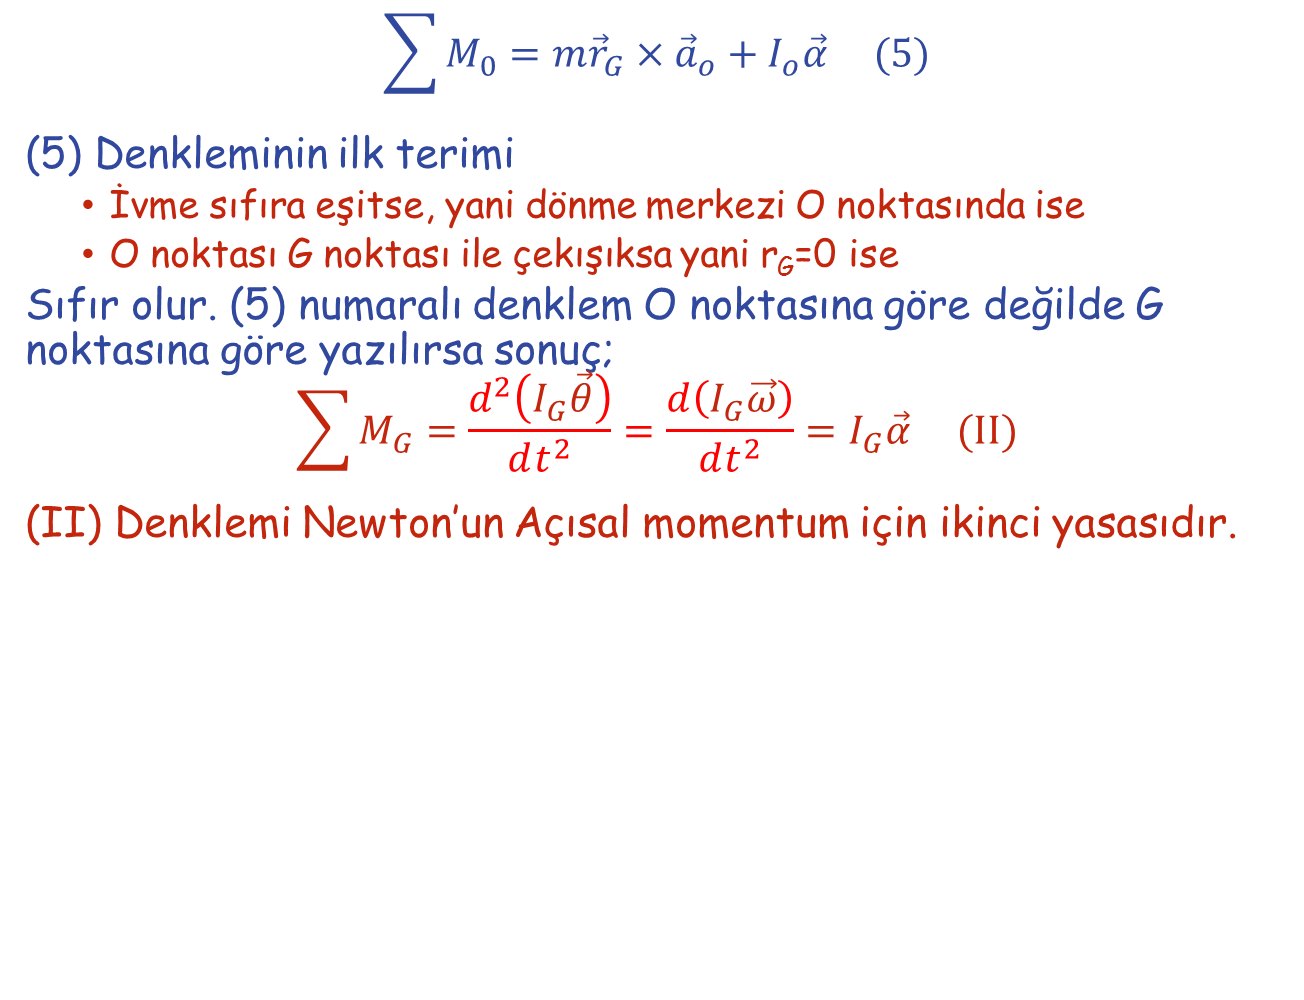 ∑ M₀ = m r⃗_G × a⃗_o + I_o α⃗ (5)
(5) Denkleminin ilk terimi
• İvme sıfıra eşitse, yani dönme merkezi O noktasında ise
• O noktası G noktası ile çekışıksa yani r_G=0 ise
Sıfır olur. (5) numaralı denklem O noktasına göre değilde G
noktasına göre yazılırsa sonuç;
∑ M_G = d²(I_G θ⃗)/dt² = d(I_G ω⃗)/dt² = I_G α⃗ (II)
(II) Denklemi Newton’un Açısal momentum için ikinci yasasıdır.